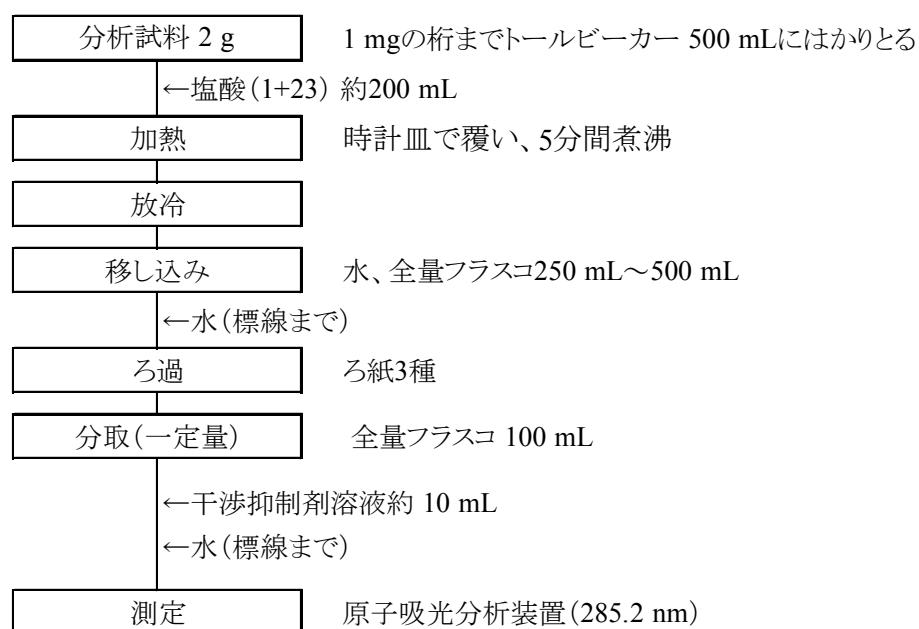 分析試料 2 g 1 mgの桁までトールビーカー 500 mLにはかりとる
←塩酸(1+23) 約200 mL
加熱 時計皿で覆い、5分間煮沸
放冷
移し込み 水、全量フラスコ250 mL～500 mL
←水(標線まで)
ろ過 ろ紙3種
分取(一定量) 全量フラスコ 100 mL
←干渉抑制剤溶液約 10 mL
←水(標線まで)
測定 原子吸光分析装置(285.2 nm)